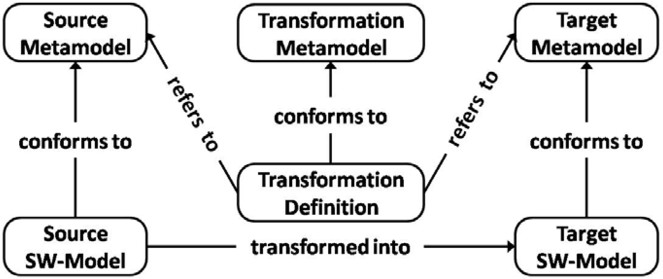 Source
Metamodel
Transformation
Metamodel
Target
Metamodel
refers to
refers to
conforms to
conforms to
conforms to
Transformation
Definition
Source
SW-Model
transformed into
Target
SW-Model